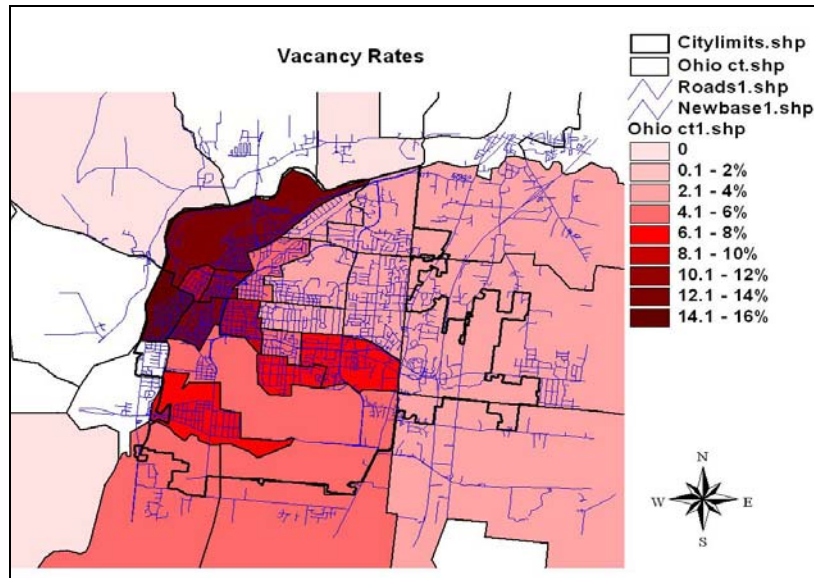 Vacancy Rates
Citylimits.shp
Ohio ct.shp
Roads1.shp
Newbase1.shp
Ohio ct1.shp
0
0.1 - 2%
2.1 - 4%
4.1 - 6%
6.1 - 8%
8.1 - 10%
10.1 - 12%
12.1 - 14%
14.1 - 16%
N
W E
S